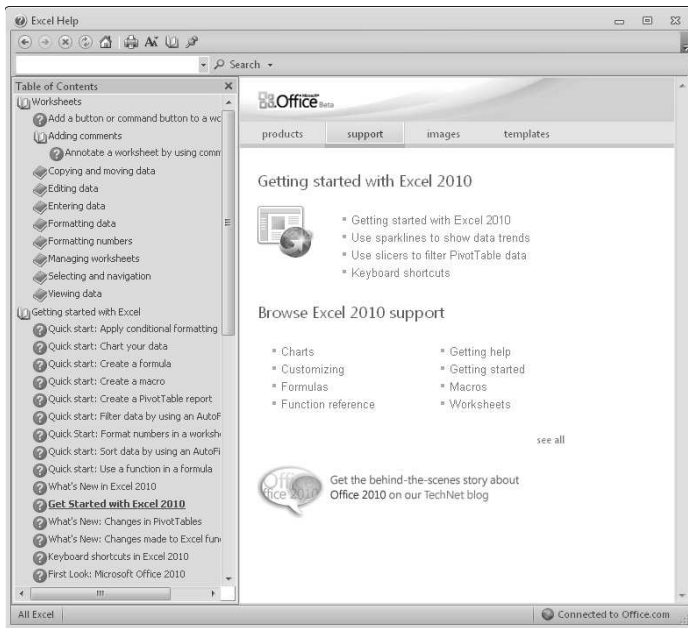 Excel Help
Search
Table of Contents
Worksheets
Add a button or command button to a wc
Adding comments
Annotate a worksheet by using comm
Copying and moving data
Editing data
Entering data
Formatting data
Formatting numbers
Managing worksheets
Selecting and navigation
Viewing data
Getting started with Excel
Quick start: Apply conditional formatting
Quick start: Chart your data
Quick start: Create a formula
Quick start: Create a macro
Quick start: Create a PivotTable report
Quick start: Filter data by using an AutoF
Quick Start: Format numbers in a worksh
Quick start: Sort data by using an AutoFi
Quick start: Use a function in a formula
What's New in Excel 2010
Get Started with Excel 2010
What's New: Changes in PivotTables
What's New: Changes made to Excel fun
Keyboard shortcuts in Excel 2010
First Look: Microsoft Office 2010
Office Beta
products support images templates
Getting started with Excel 2010
Getting started with Excel 2010
Use sparklines to show data trends
Use slicers to filter PivotTable data
Keyboard shortcuts
Browse Excel 2010 support
Charts
Customizing
Formulas
Function reference
Getting help
Getting started
Macros
Worksheets
see all
Office 2010
Get the behind-the-scenes story about
Office 2010 on our TechNet blog
All Excel
Connected to Office.com